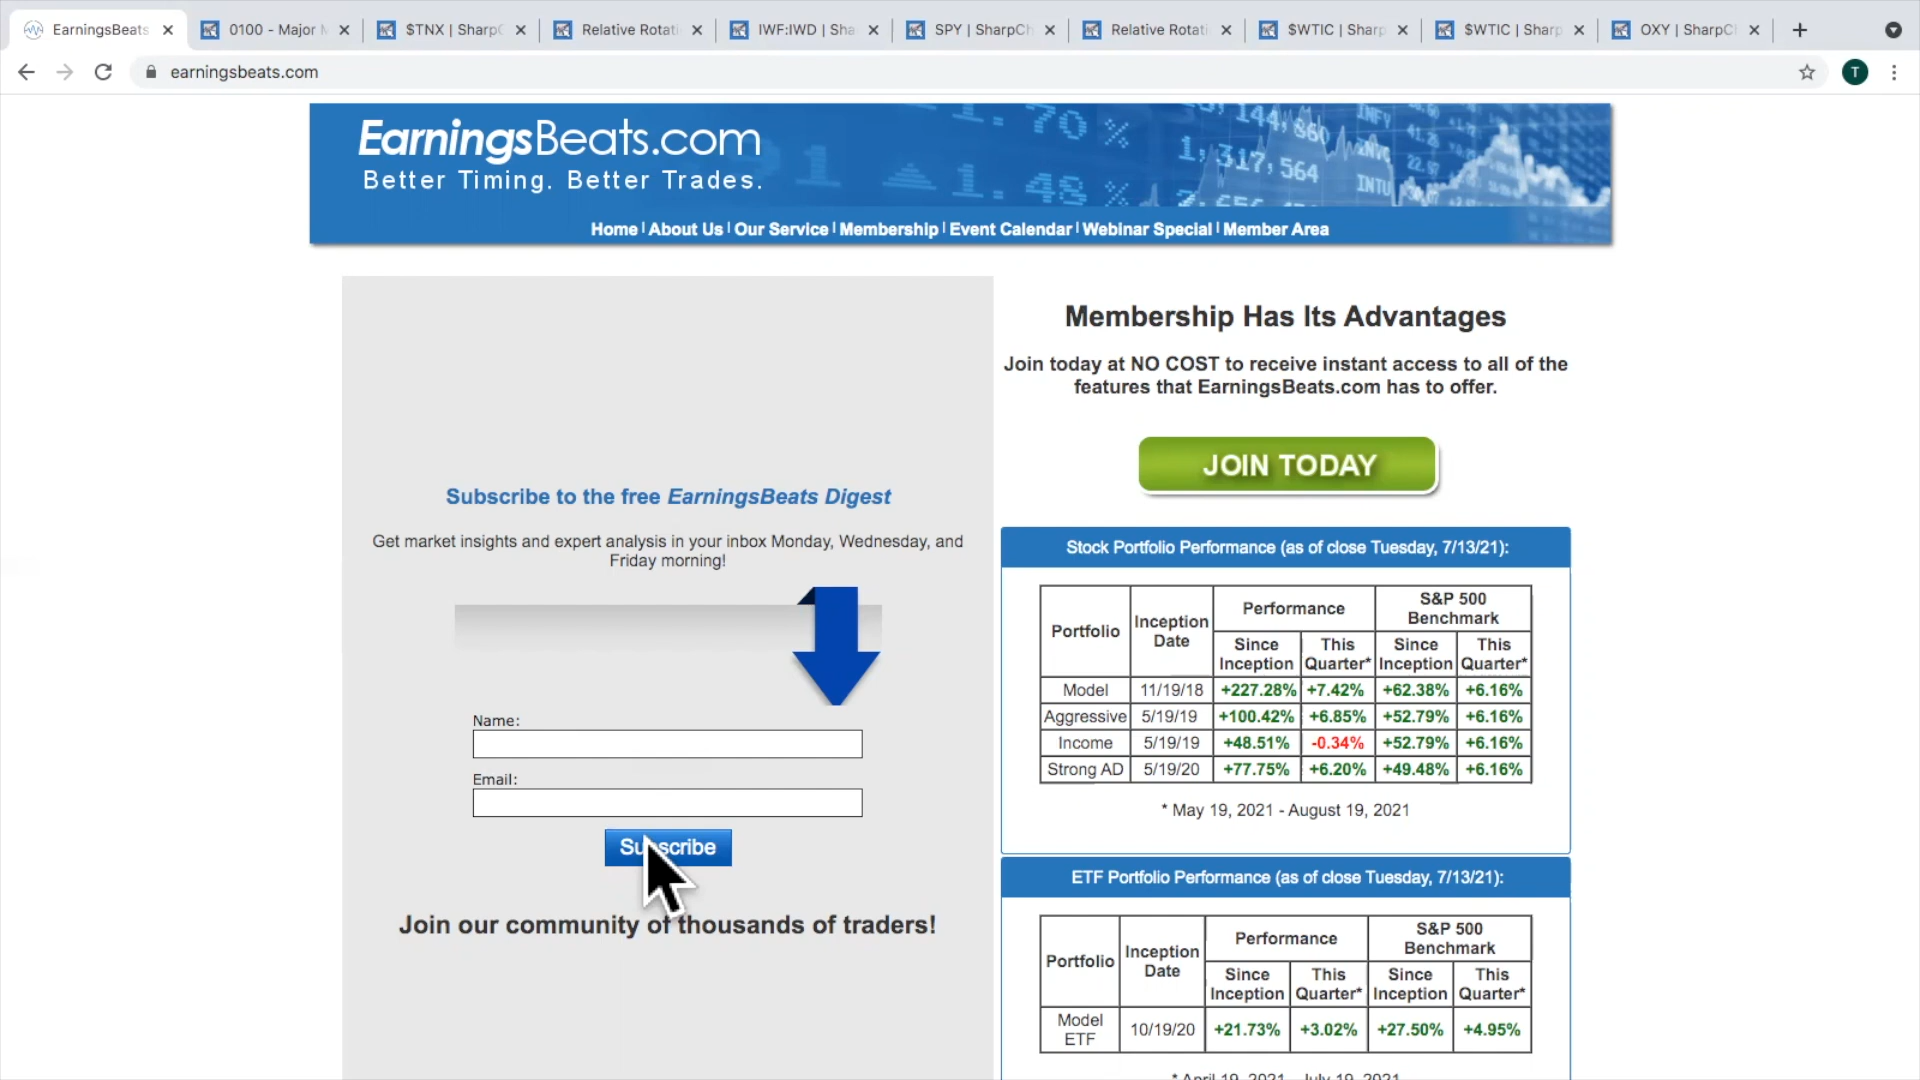 EarningsBeats
0100 - Major
$TNX | Sharp
Relative Rotati
IWF:IWD | Sha
SPY | SharpCh
Relative Rotati
$WTIC | Sharp
$WTIC | Sharp
OXY | SharpC
earningsbeats.com
T
EarningsBeats.com
Better Timing. Better Trades.
Home | About Us | Our Service | Membership | Event Calendar | Webinar Special | Member Area
Subscribe to the free EarningsBeats Digest
Get market insights and expert analysis in your inbox Monday, Wednesday, and
Friday morning!
Name:
Email:
Subscribe
Join our community of thousands of traders!
Membership Has Its Advantages
Join today at NO COST to receive instant access to all of the
features that EarningsBeats.com has to offer.
JOIN TODAY
Stock Portfolio Performance (as of close Tuesday, 7/13/21):
Portfolio Inception Date Performance S&P 500 Benchmark
Since Inception This Quarter* Since Inception This Quarter*
Model 11/19/18 +227.28% +7.42% +62.38% +6.16%
Aggressive 5/19/19 +100.42% +6.85% +52.79% +6.16%
Income 5/19/19 +48.51% -0.34% +52.79% +6.16%
Strong AD 5/19/20 +77.75% +6.20% +49.48% +6.16%
* May 19, 2021 - August 19, 2021
ETF Portfolio Performance (as of close Tuesday, 7/13/21):
Portfolio Inception Date Performance S&P 500 Benchmark
Since Inception This Quarter* Since Inception This Quarter*
Model ETF 10/19/20 +21.73% +3.02% +27.50% +4.95%
* April 19, 2021 - July 19, 2021